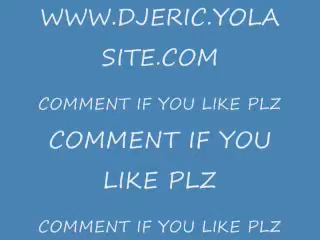 WWW.DJERIC.YOLA
SITE.COM
COMMENT IF YOU LIKE PLZ
COMMENT IF YOU
LIKE PLZ
COMMENT IF YOU LIKE PLZ